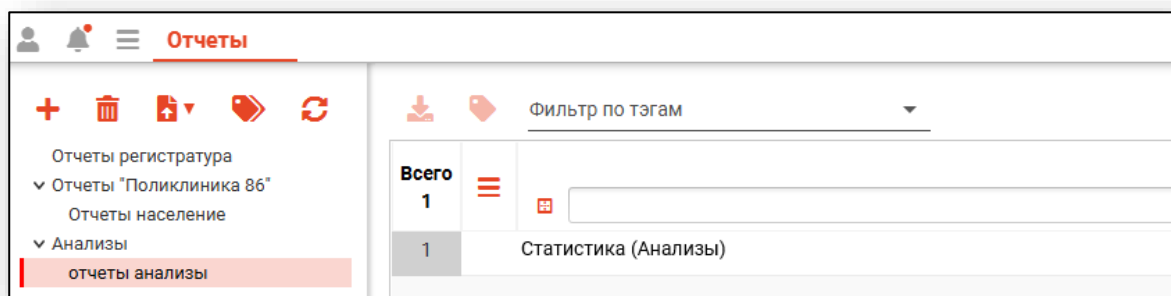 Отчеты
Фильтр по тэгам
Отчеты регистратура
Отчеты "Поликлиника 86"
Отчеты население
Анализы
отчеты анализы
Всего
1
1
Статистика (Анализы)